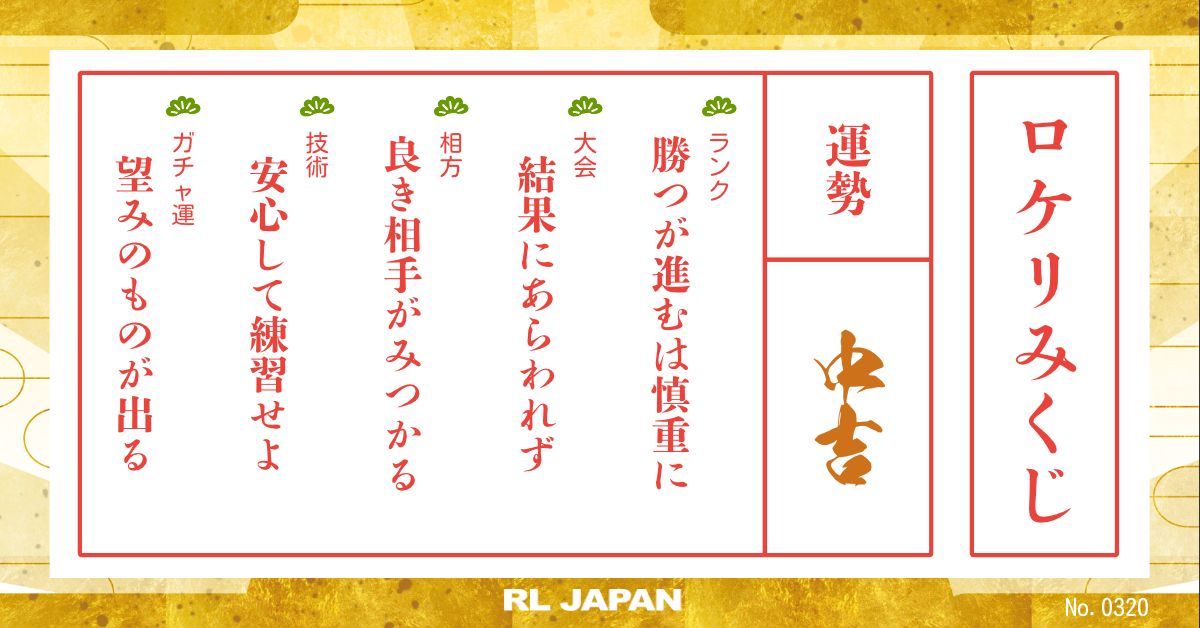 ロケリみくじ
運勢
中吉
ランク
勝つが進むは慎重に
大会
結果にあらわれず
相方
良き相手がみつかる
技術
安心して練習せよ
ガチャ運
望みのものが出る
RL JAPAN
No. 0320